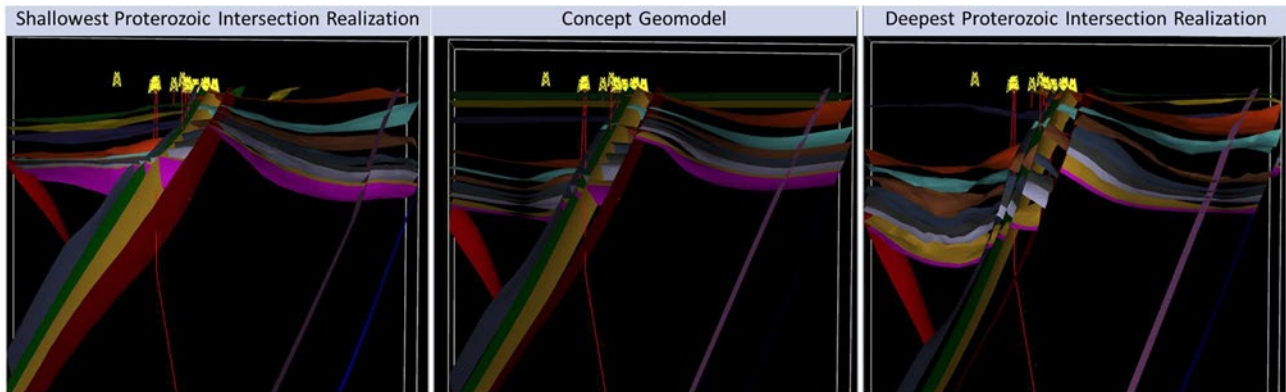 Shallowest Proterozoic Intersection Realization
Concept Geomodel
Deepest Proterozoic Intersection Realization